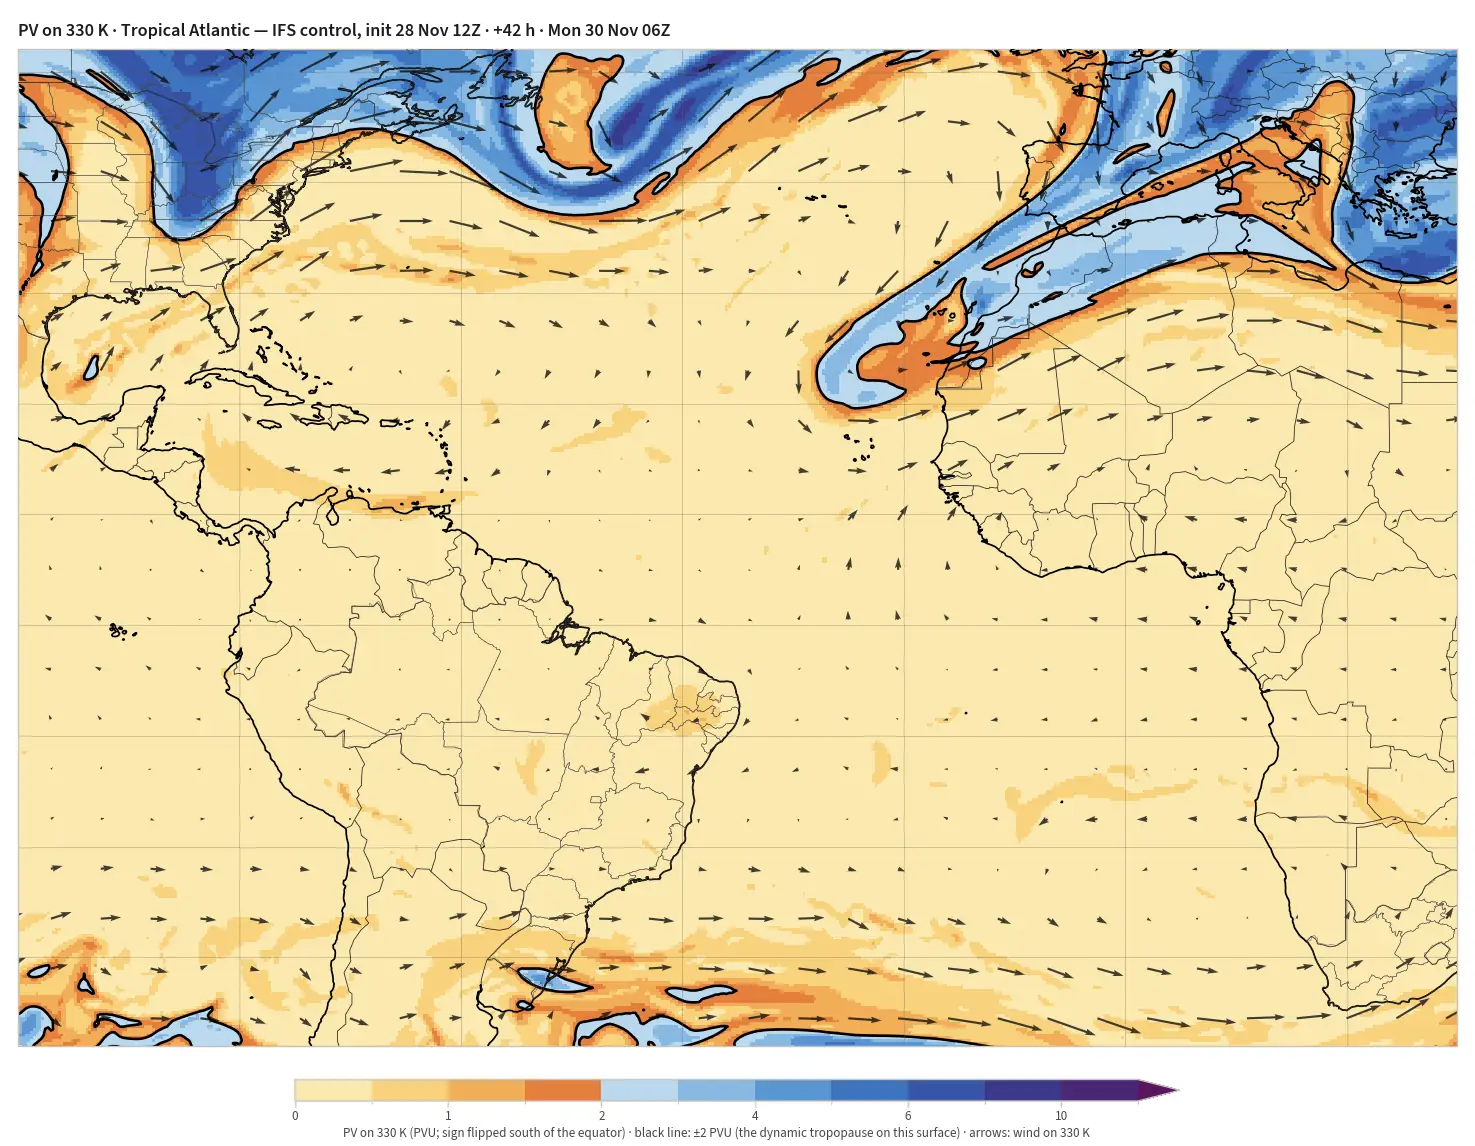 PV on 330 K · Tropical Atlantic — IFS control, init 28 Nov 12Z · +42 h · Mon 30 Nov 06Z
0 1 2 4 6 8 10
PV on 330 K (PVU; sign flipped south of the equator) · black line: ±2 PVU (the dynamic tropopause on this surface) · arrows: wind on 330 K